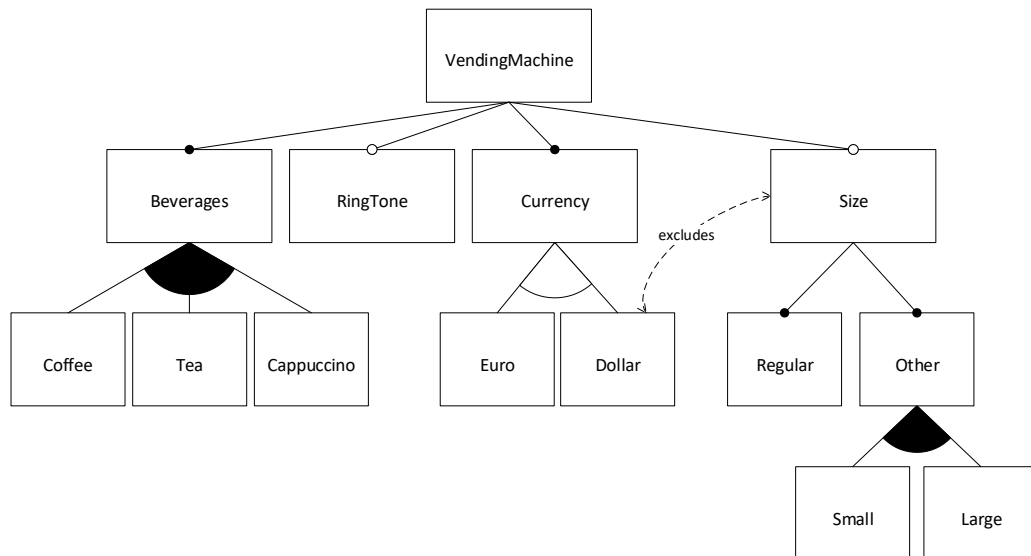 VendingMachine
Beverages
RingTone
Currency
Size
excludes
Coffee
Tea
Cappuccino
Euro
Dollar
Regular
Other
Small
Large